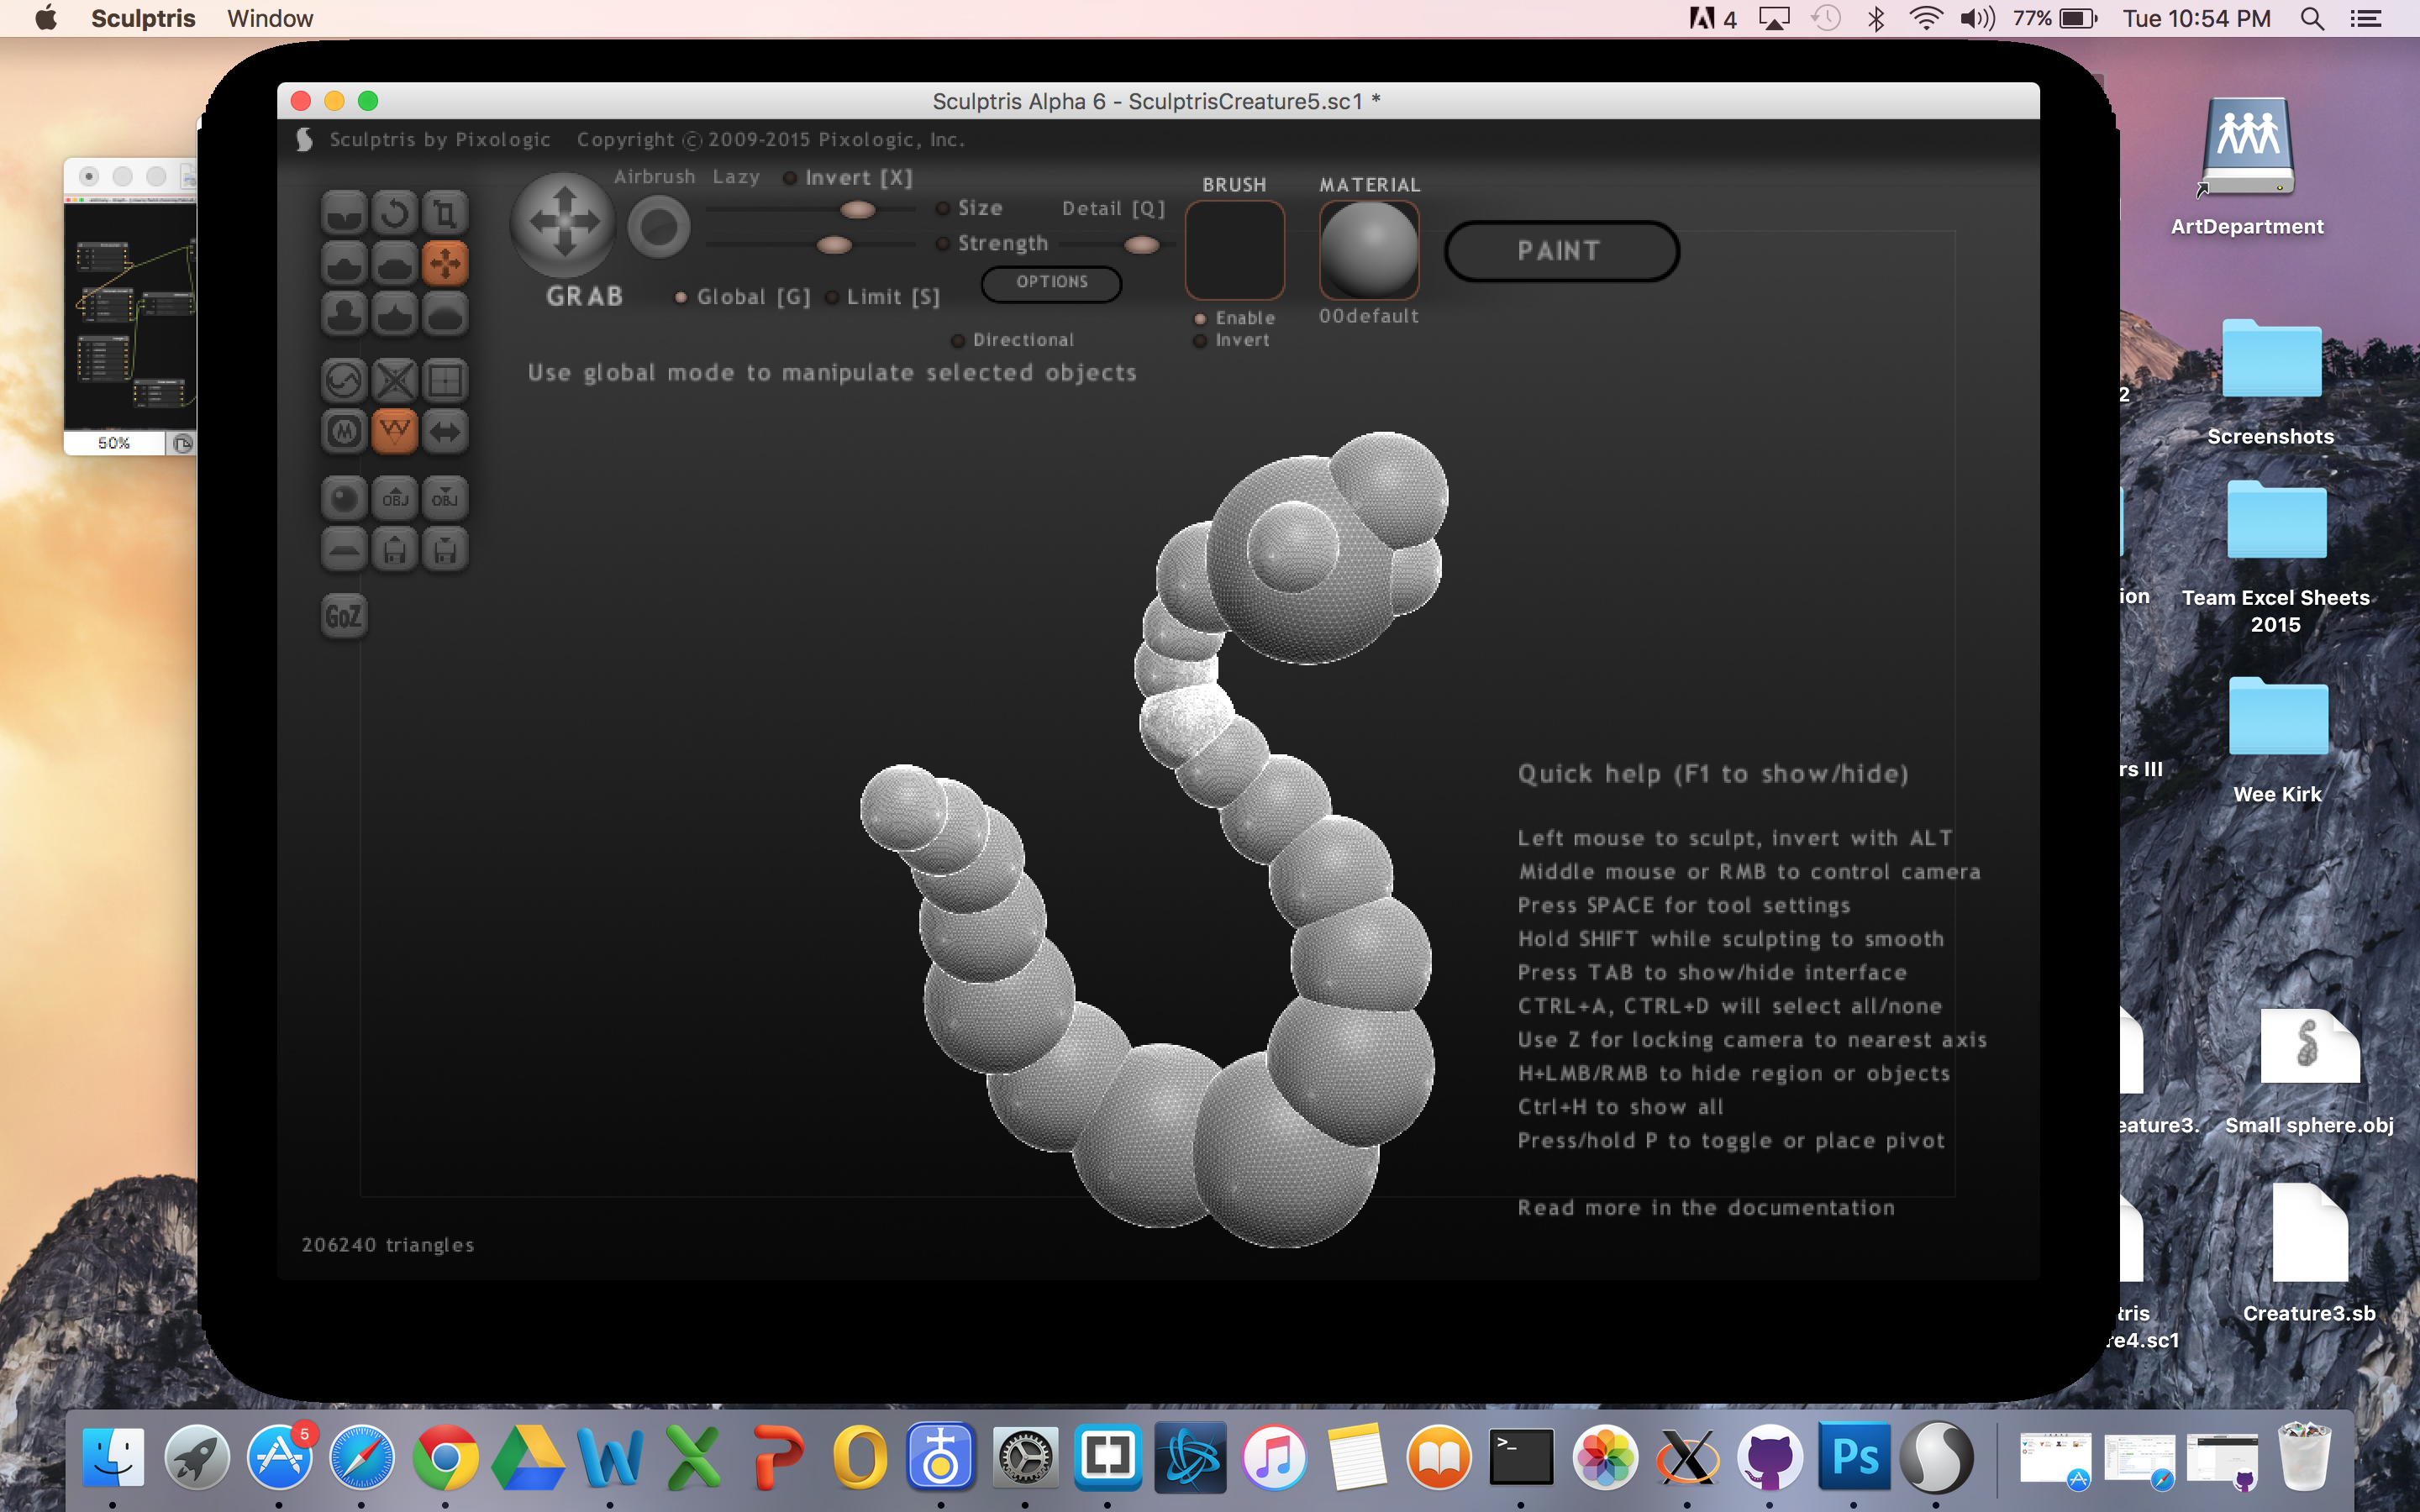 Sculptris Window
4 77% Tue 10:54 PM
Sculptris Alpha 6 - SculptrisCreature5.sc1 *
Sculptris by Pixologic Copyright © 2009-2015 Pixologic, Inc.
Airbrush Lazy Invert [X]
Size Detail [Q]
Strength
OPTIONS
GRAB Global [G] Limit [S]
Directional
BRUSH
Enable
Invert
MATERIAL
00default
PAINT
Use global mode to manipulate selected objects
M
OBJ OBJ
GoZ
50%
Quick help (F1 to show/hide)
Left mouse to sculpt, invert with ALT
Middle mouse or RMB to control camera
Press SPACE for tool settings
Hold SHIFT while sculpting to smooth
Press TAB to show/hide interface
CTRL+A, CTRL+D will select all/none
Use Z for locking camera to nearest axis
H+LMB/RMB to hide region or objects
Ctrl+H to show all
Press/hold P to toggle or place pivot
Read more in the documentation
206240 triangles
ArtDepartment
2
Screenshots
ion
Team Excel Sheets
2015
rs III
Wee Kirk
eature3.
Small sphere.obj
tris
re4.sc1
Creature3.sb
5
>_
Ps